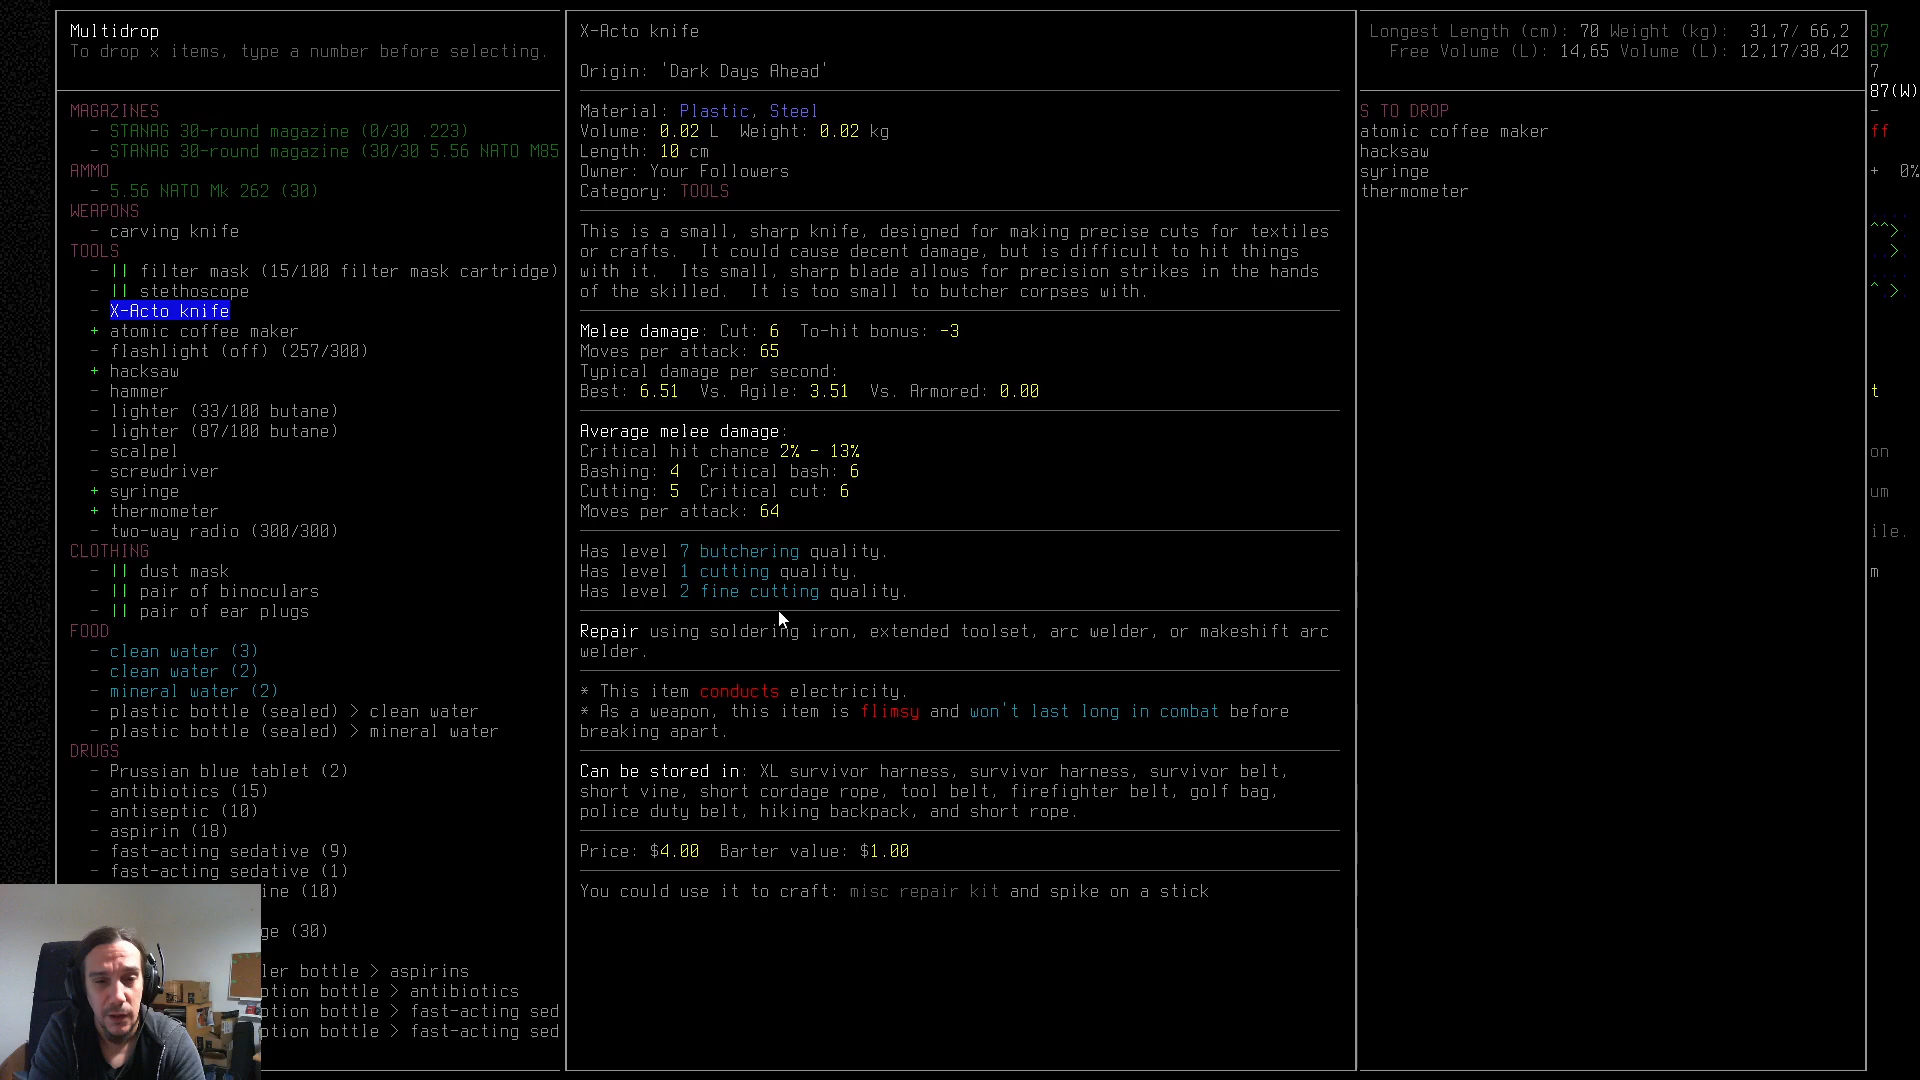 Multidrop
To drop x items, type a number before selecting.
MAGAZINES
- STANAG 30-round magazine (0/30 .223)
- STANAG 30-round magazine (30/30 5.56 NATO M85
AMMO
- 5.56 NATO Mk 262 (30)
WEAPONS
- carving knife
TOOLS
- || filter mask (15/100 filter mask cartridge)
- || stethoscope
- X-Acto knife
+ atomic coffee maker
- flashlight (off) (257/300)
+ hacksaw
- hammer
- lighter (33/100 butane)
- lighter (87/100 butane)
- scalpel
- screwdriver
+ syringe
+ thermometer
- two-way radio (300/300)
CLOTHING
- || dust mask
- || pair of binoculars
- || pair of ear plugs
FOOD
- clean water (3)
- clean water (2)
- mineral water (2)
- plastic bottle (sealed) > clean water
- plastic bottle (sealed) > mineral water
DRUGS
- Prussian blue tablet (2)
- antibiotics (15)
- antiseptic (10)
- aspirin (18)
- fast-acting sedative (9)
- fast-acting sedative (1)
ine (10)
ge (30)
ler bottle > aspirins
otion bottle > antibiotics
otion bottle > fast-acting sed
otion bottle > fast-acting sed
X-Acto knife
Origin: 'Dark Days Ahead'
Material: Plastic, Steel
Volume: 0.02 L  Weight: 0.02 kg
Length: 10 cm
Owner: Your Followers
Category: TOOLS
This is a small, sharp knife, designed for making precise cuts for textiles
or crafts.  It could cause decent damage, but is difficult to hit things
with it.  Its small, sharp blade allows for precision strikes in the hands
of the skilled.  It is too small to butcher corpses with.
Melee damage: Cut: 6  To-hit bonus: -3
Moves per attack: 65
Typical damage per second:
Best: 6.51  Vs. Agile: 3.51  Vs. Armored: 0.00
Average melee damage:
Critical hit chance 2% - 13%
Bashing: 4  Critical bash: 6
Cutting: 5  Critical cut: 6
Moves per attack: 64
Has level 7 butchering quality.
Has level 1 cutting quality.
Has level 2 fine cutting quality.
Repair using soldering iron, extended toolset, arc welder, or makeshift arc
welder.
* This item conducts electricity.
* As a weapon, this item is flimsy and won't last long in combat before
breaking apart.
Can be stored in: XL survivor harness, survivor harness, survivor belt,
short vine, short cordage rope, tool belt, firefighter belt, golf bag,
police duty belt, hiking backpack, and short rope.
Price: $4.00  Barter value: $1.00
You could use it to craft: misc repair kit and spike on a stick
Longest Length (cm): 70 Weight (kg): 31,7/ 66,2
Free Volume (L): 14,65 Volume (L): 12,17/38,42
S TO DROP
atomic coffee maker
hacksaw
syringe
thermometer
87
87
7
87(W)
-
ff
+ 0%
^^>
>
^ >
t
on
um
ile.
m